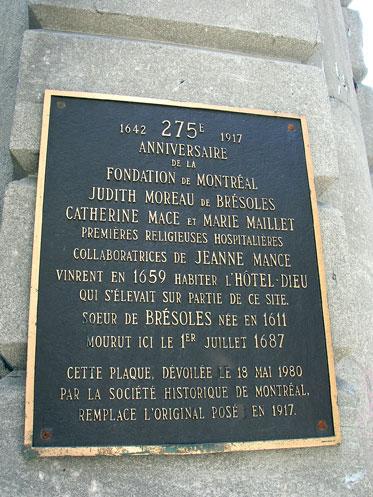 1642 275E 1917
ANNIVERSAIRE
DE LA
FONDATION DE MONTRÉAL
JUDITH MOREAU DE BRÉSOLES
CATHERINE MACE ET MARIE MAILLET
PREMIÈRES RELIGIEUSES HOSPITALIÈRES
COLLABORATRICES DE JEANNE MANCE
VINRENT EN 1659 HABITER L'HÔTEL-DIEU
QUI S'ÉLEVAIT SUR PARTIE DE CE SITE.
SOEUR DE BRÉSOLES NÉE EN 1611
MOURUT ICI LE 1ER JUILLET 1687
CETTE PLAQUE, DÉVOILÉE LE 18 MAI 1980
PAR LA SOCIÉTÉ HISTORIQUE DE MONTRÉAL,
REMPLACE L'ORIGINAL POSÉ EN 1917.